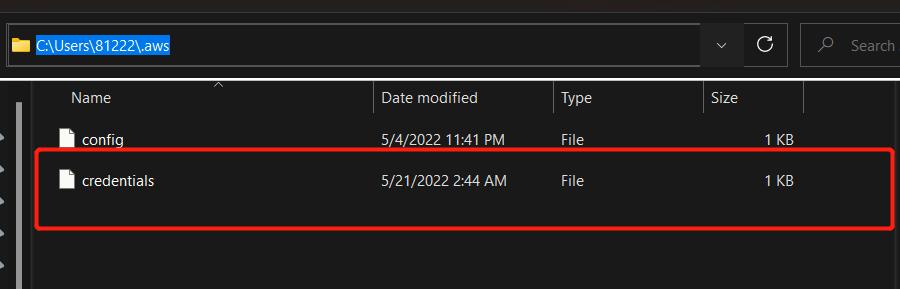 C:\Users\81222\.aws Search
Name Date modified Type Size
config 5/4/2022 11:41 PM File 1 KB
credentials 5/21/2022 2:44 AM File 1 KB